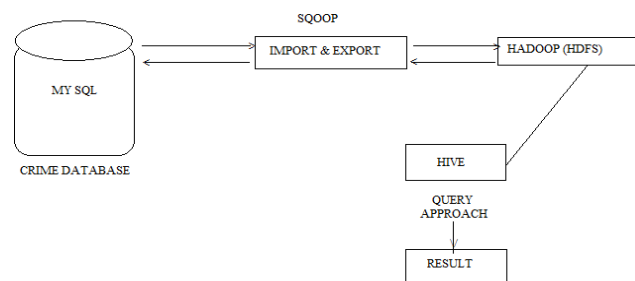 SQOOP
IMPORT & EXPORT
HADOOP (HDFS)
MY SQL
CRIME DATABASE
HIVE
QUERY
APPROACH
RESULT